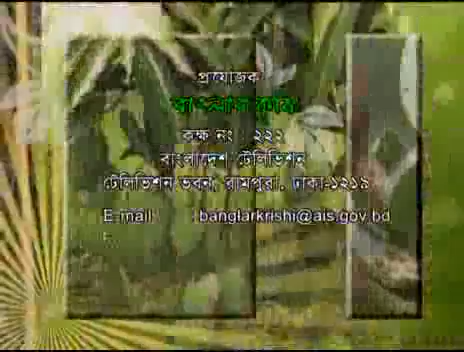 প্রযোজক
বাংলার কৃষি
কক্ষ নং : ২২২
বাংলাদেশ টেলিভিশন
টেলিভিশন ভবন, রামপুরা, ঢাকা-১২১৯
E-mail : banglarkrishi@ais.gov.bd